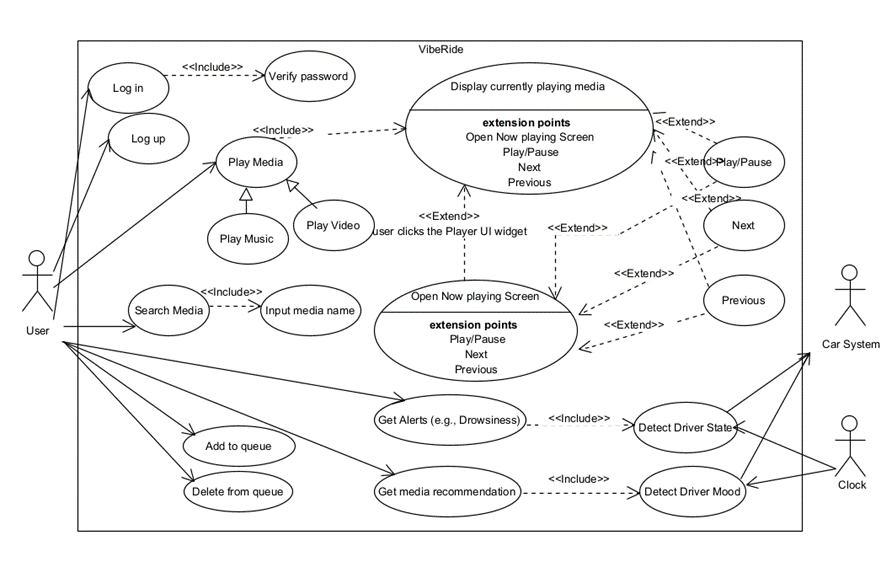 VibeRide
Log in
<<Include>>
Verify password
Log up
<<Include>>
Play Media
Play Music
Play Video
Display currently playing media
extension points
Open Now playing Screen
Play/Pause
Next
Previous
<<Extend>>
<<Extend>>
Play/Pause
<<Extend>>
Next
<<Extend>>
user clicks the Player UI widget
<<Extend>>
<<Extend>>
Previous
<<Extend>>
Open Now playing Screen
extension points
Play/Pause
Next
Previous
Search Media
<<Include>>
Input media name
User
Car System
Get Alerts (e.g., Drowsiness)
<<Include>>
Detect Driver State
Add to queue
Delete from queue
Get media recommendation
<<Include>>
Detect Driver Mood
Clock